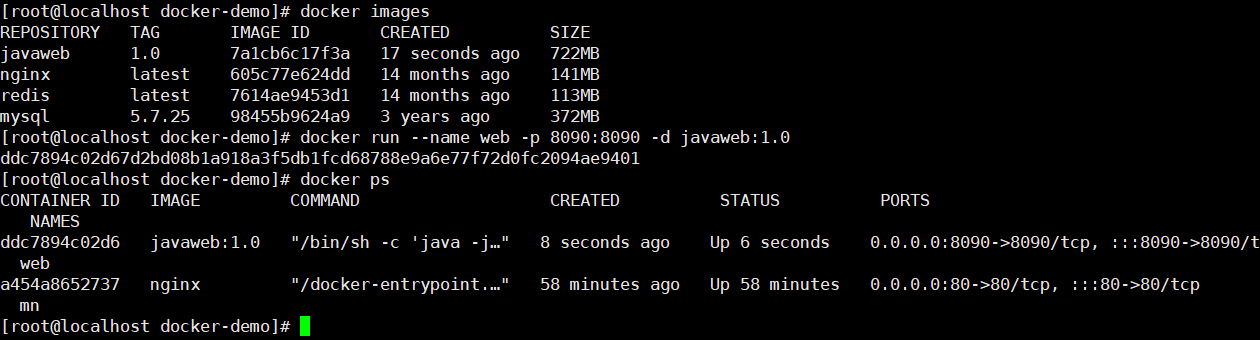 [root@localhost docker-demo]# docker images
REPOSITORY   TAG       IMAGE ID       CREATED          SIZE
javaweb      1.0       7a1cb6c17f3a   17 seconds ago   722MB
nginx        latest    605c77e624dd   14 months ago    141MB
redis        latest    7614ae9453d1   14 months ago    113MB
mysql        5.7.25    98455b9624a9   3 years ago      372MB
[root@localhost docker-demo]# docker run --name web -p 8090:8090 -d javaweb:1.0
ddc7894c02d67d2bd08b1a918a3f5db1fcd68788e9a6e77f72d0fc2094ae9401
[root@localhost docker-demo]# docker ps
CONTAINER ID   IMAGE         COMMAND                   CREATED          STATUS          PORTS
   NAMES
ddc7894c02d6   javaweb:1.0   "/bin/sh -c 'java -j…"   8 seconds ago    Up 6 seconds    0.0.0.0:8090->8090/tcp, :::8090->8090/t
  web
a454a8652737   nginx         "/docker-entrypoint.…"   58 minutes ago   Up 58 minutes   0.0.0.0:80->80/tcp, :::80->80/tcp
  mn
[root@localhost docker-demo]#